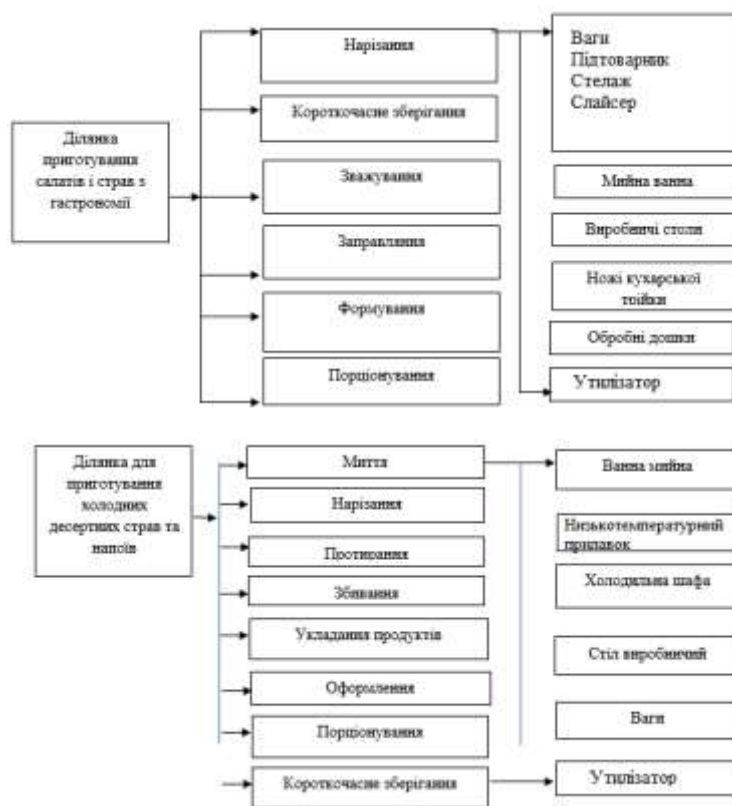 Ділянка
приготування
салатів і страв з
гастрономії
Нарізання
Короткочасне зберігання
Зважування
Заправляння
Формування
Порціонування
Ваги
Підтоварник
Стелаж
Слайсер
Мийна ванна
Виробничі столи
Ножі кухарської
тоійки
Обробні дошки
Утилізатор
Ділянка для
приготування
холодних
десертних страв та
напоїв
Миття
Нарізання
Протирання
Збивання
Укладання продуктів
Оформлення
Порціонування
Короткочасне зберігання
Ванна мийна
Низькотемпературний
прилавок
Холодильна шафа
Стіл виробничий
Ваги
Утилізатор